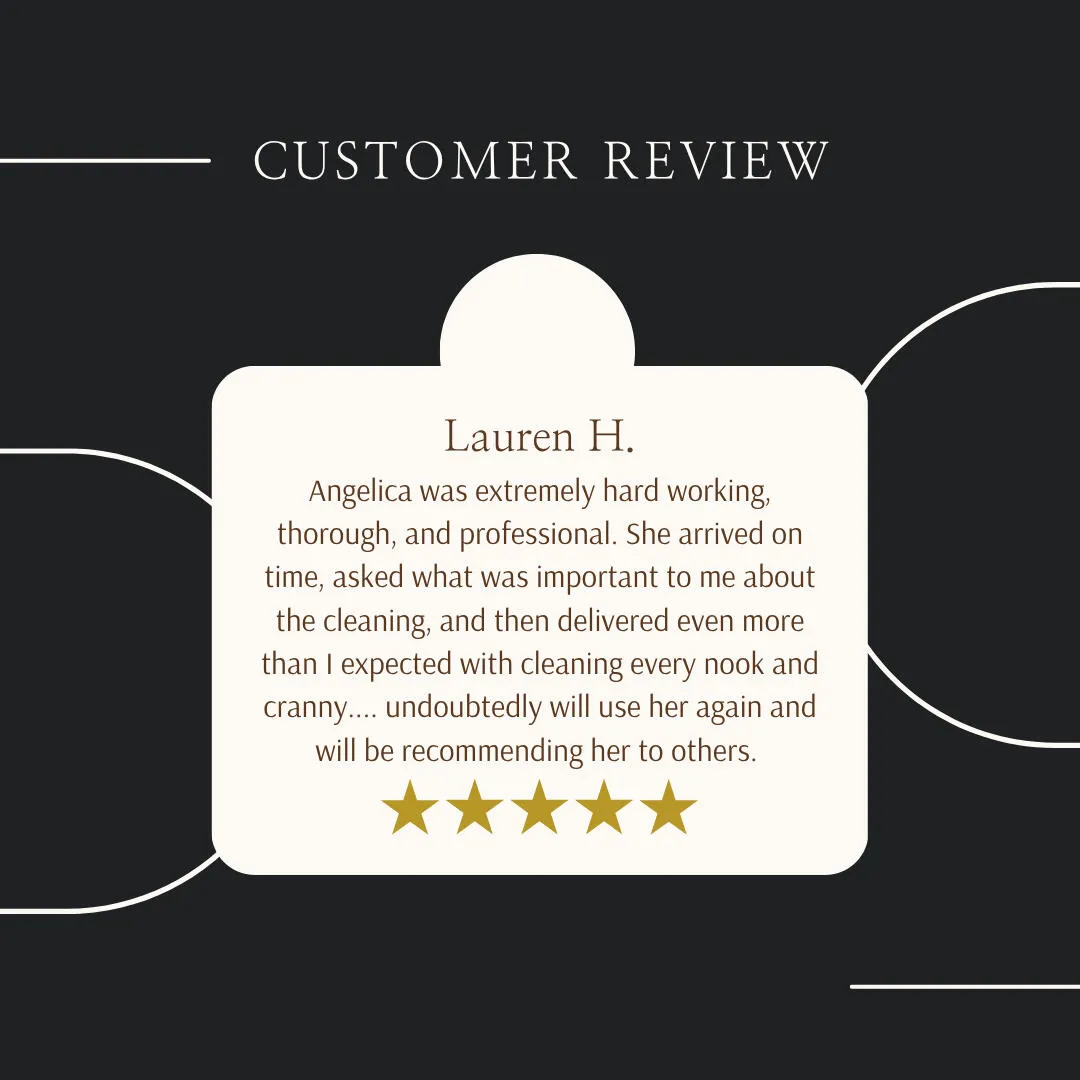 CUSTOMER REVIEW
Lauren H.
Angelica was extremely hard working,
thorough, and professional. She arrived on
time, asked what was important to me about
the cleaning, and then delivered even more
than I expected with cleaning every nook and
cranny.... undoubtedly will use her again and
will be recommending her to others.